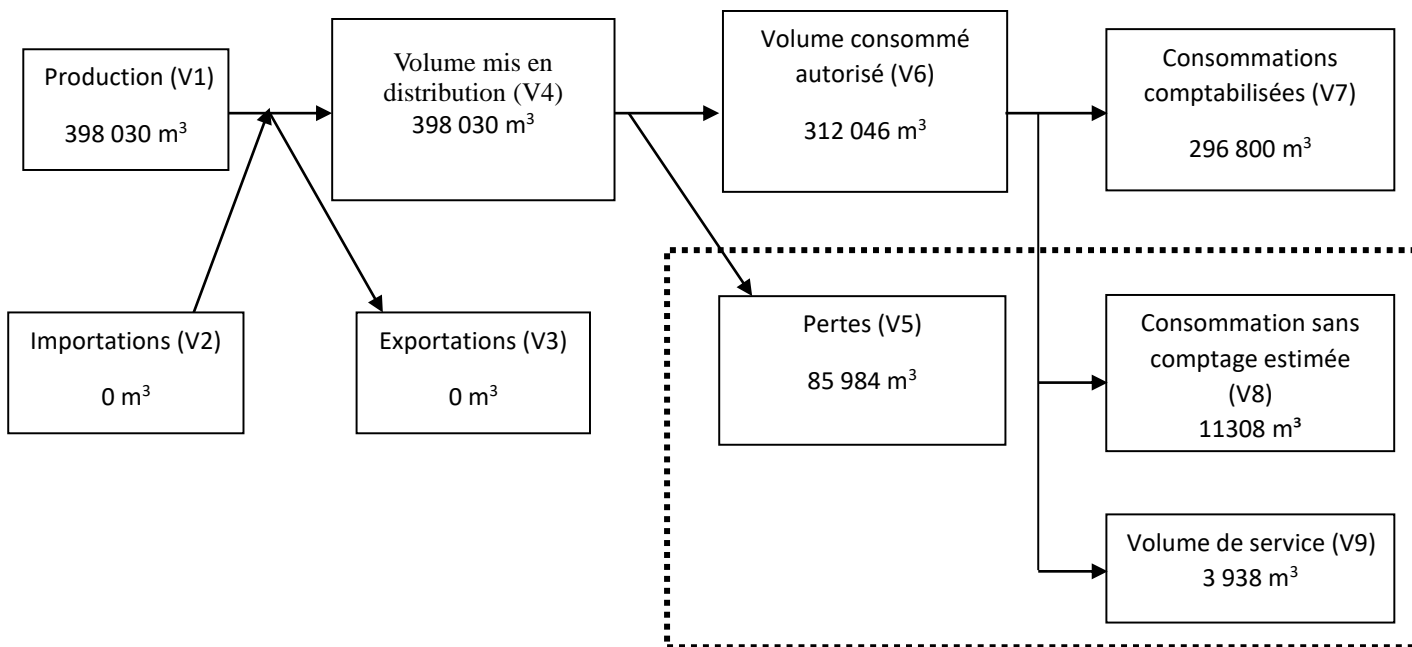 Production (V1)
398 030 m³
Volume mis en
distribution (V4)
398 030 m³
Volume consommé
autorisé (V6)
312 046 m³
Consommations
comptabilisées (V7)
296 800 m³
Importations (V2)
0 m³
Exportations (V3)
0 m³
Pertes (V5)
85 984 m³
Consommation sans
comptage estimée
(V8)
11308 m³
Volume de service (V9)
3 938 m³